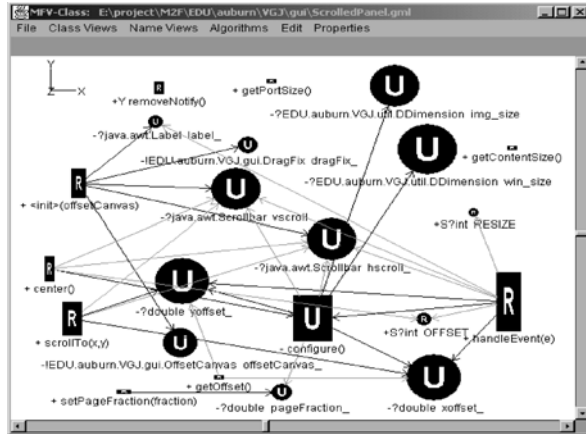 MFV-Class: E:\project\M2F\EDU\auburn\VGJ\gui\ScrolledPanel.gml
File Class Views Name Views Algorithms Edit Properties
Y
Z X
R
+Y removeNotify()
+ getPortSize()
U
-?EDU.auburn.VGJ.util.DDimension img_size
U
-?java.awt.Label label_
U
-!EDU.auburn.VGJ.gui.DragFix dragFix_
U
+ getContentSize()
-?EDU.auburn.VGJ.util.DDimension win_size
R
+ <init>(offsetCanvas)
U
-?java.awt.Scrollbar vscroll_
+S?int RESIZE
U
-?java.awt.Scrollbar hscroll_
R
+ center()
U
-?double yoffset_
R
+ scrollTo(x,y)
U
- configure()
R
+S?int OFFSET
R
+ handleEvent(e)
U
-!EDU.auburn.VGJ.gui.OffsetCanvas offsetCanvas_
+ getOffset()
+ setPageFraction(fraction)
U
-?double pageFraction_
U
-?double xoffset_